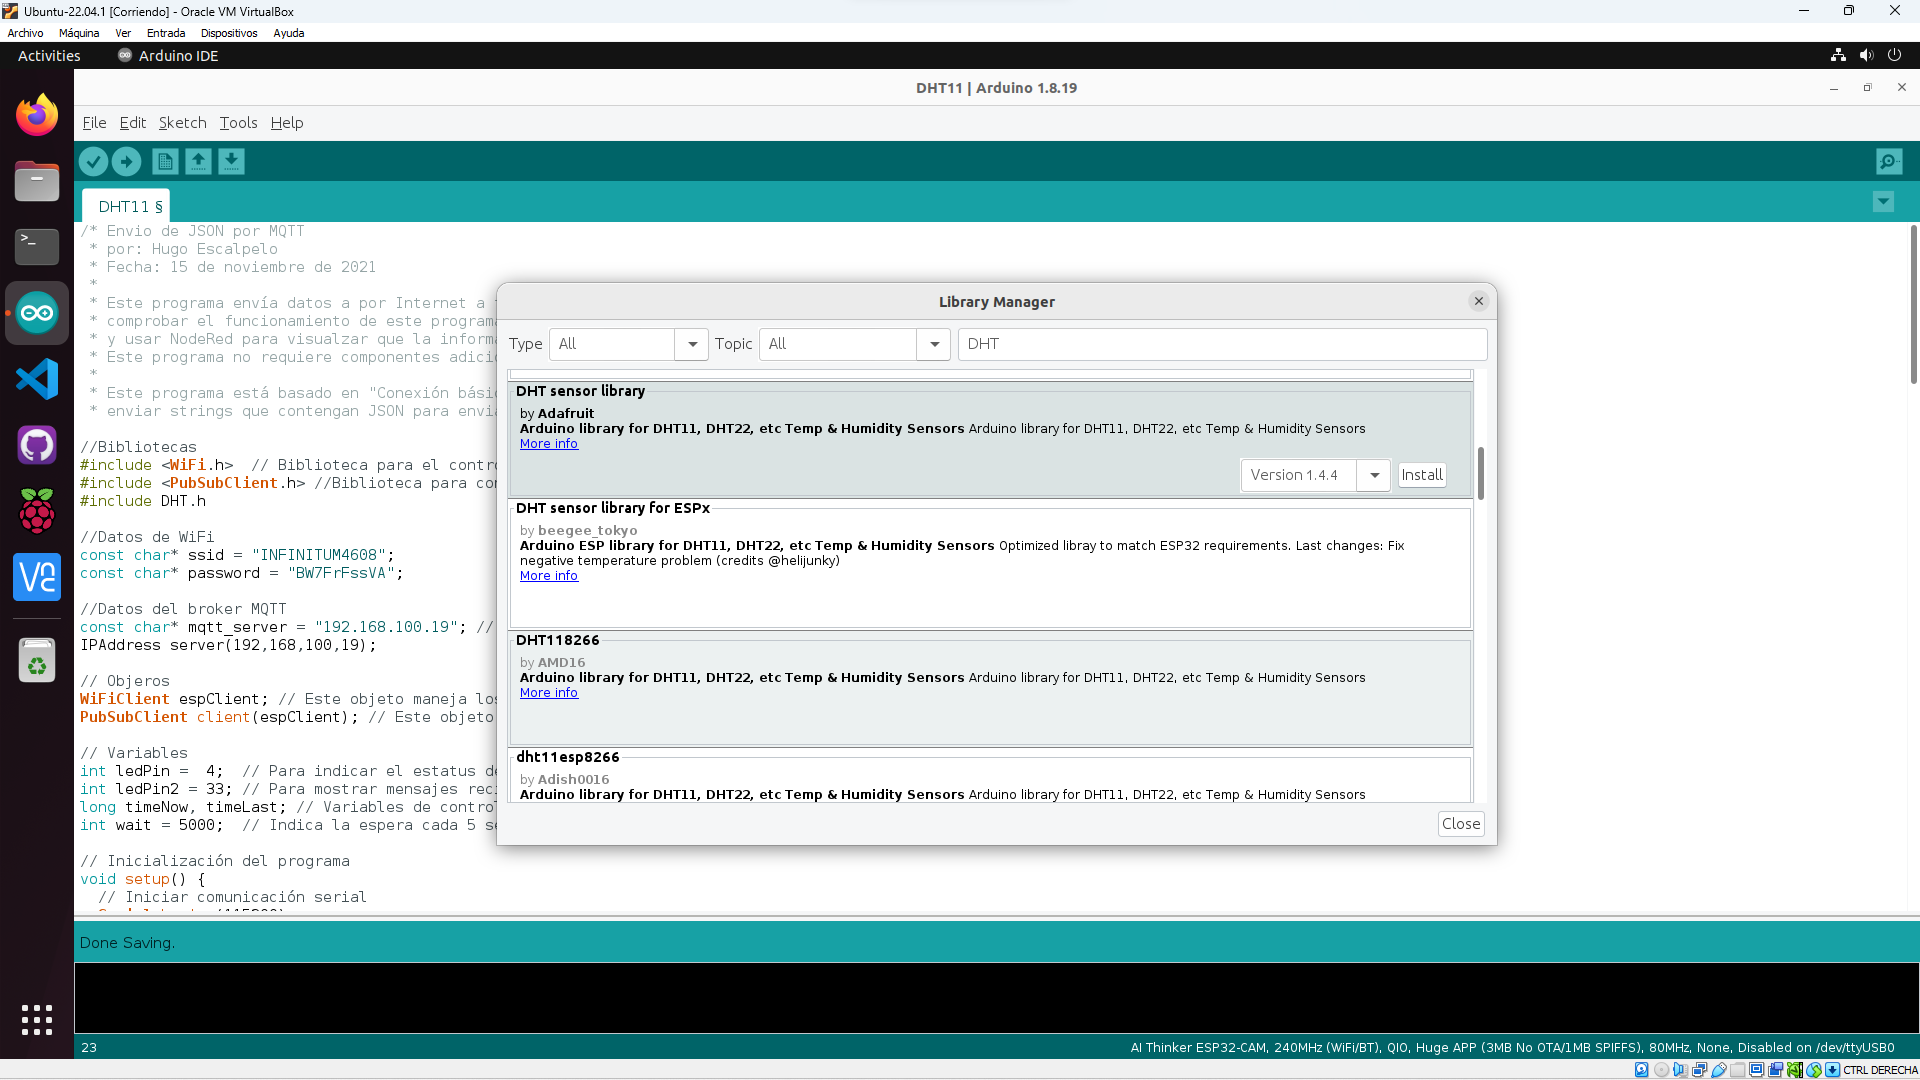 Ubuntu-22.04.1 [Corriendo] - Oracle VM VirtualBox
Archivo Máquina Ver Entrada Dispositivos Ayuda
Activities Arduino IDE
DHT11 | Arduino 1.8.19
File Edit Sketch Tools Help
DHT11 §
/* Envio de JSON por MQTT
* por: Hugo Escalpelo
* Fecha: 15 de noviembre de 2021
*
* Este programa envía datos a por Internet a
* comprobar el funcionamiento de este programa
* y usar NodeRed para visualzar que la
* Este programa no requiere componentes
*
* Este programa está basado en "Conexión
* enviar strings que contengan JSON para
//Bibliotecas
#include <WiFi.h> // Biblioteca para el
#include <PubSubClient.h> //Biblioteca para
#include DHT.h
//Datos de WiFi
const char* ssid = "INFINITUM4608";
const char* password = "BW7FrFssVA";
//Datos del broker MQTT
const char* mqtt_server = "192.168.100.19"; //
IPAddress server(192,168,100,19);
// Objeros
WiFiClient espClient; // Este objeto maneja los
PubSubClient client(espClient); // Este objeto
// Variables
int ledPin = 4; // Para indicar el estatus de
int ledPin2 = 33; // Para mostrar mensajes
long timeNow, timeLast; // Variables de control
int wait = 5000; // Indica la espera cada 5
// Inicialización del programa
void setup() {
// Iniciar comunicación serial
Library Manager
Type All Topic All DHT
DHT sensor library
by Adafruit
Arduino library for DHT11, DHT22, etc Temp & Humidity Sensors Arduino library for DHT11, DHT22, etc Temp & Humidity Sensors
More info
Version 1.4.4 Install
DHT sensor library for ESPx
by beegee_tokyo
Arduino ESP library for DHT11, DHT22, etc Temp & Humidity Sensors Optimized libray to match ESP32 requirements. Last changes: Fix
negative temperature problem (credits @helijunky)
More info
DHT118266
by AMD16
Arduino library for DHT11, DHT22, etc Temp & Humidity Sensors Arduino library for DHT11, DHT22, etc Temp & Humidity Sensors
More info
dht11esp8266
by Adish0016
Arduino library for DHT11, DHT22, etc Temp & Humidity Sensors Arduino library for DHT11, DHT22, etc Temp & Humidity Sensors
Close
Done Saving.
23 AI Thinker ESP32-CAM, 240MHz (WiFi/BT), QIO, Huge APP (3MB No OTA/1MB SPIFFS), 80MHz, None, Disabled on /dev/ttyUSB0
CTRL DERECHA